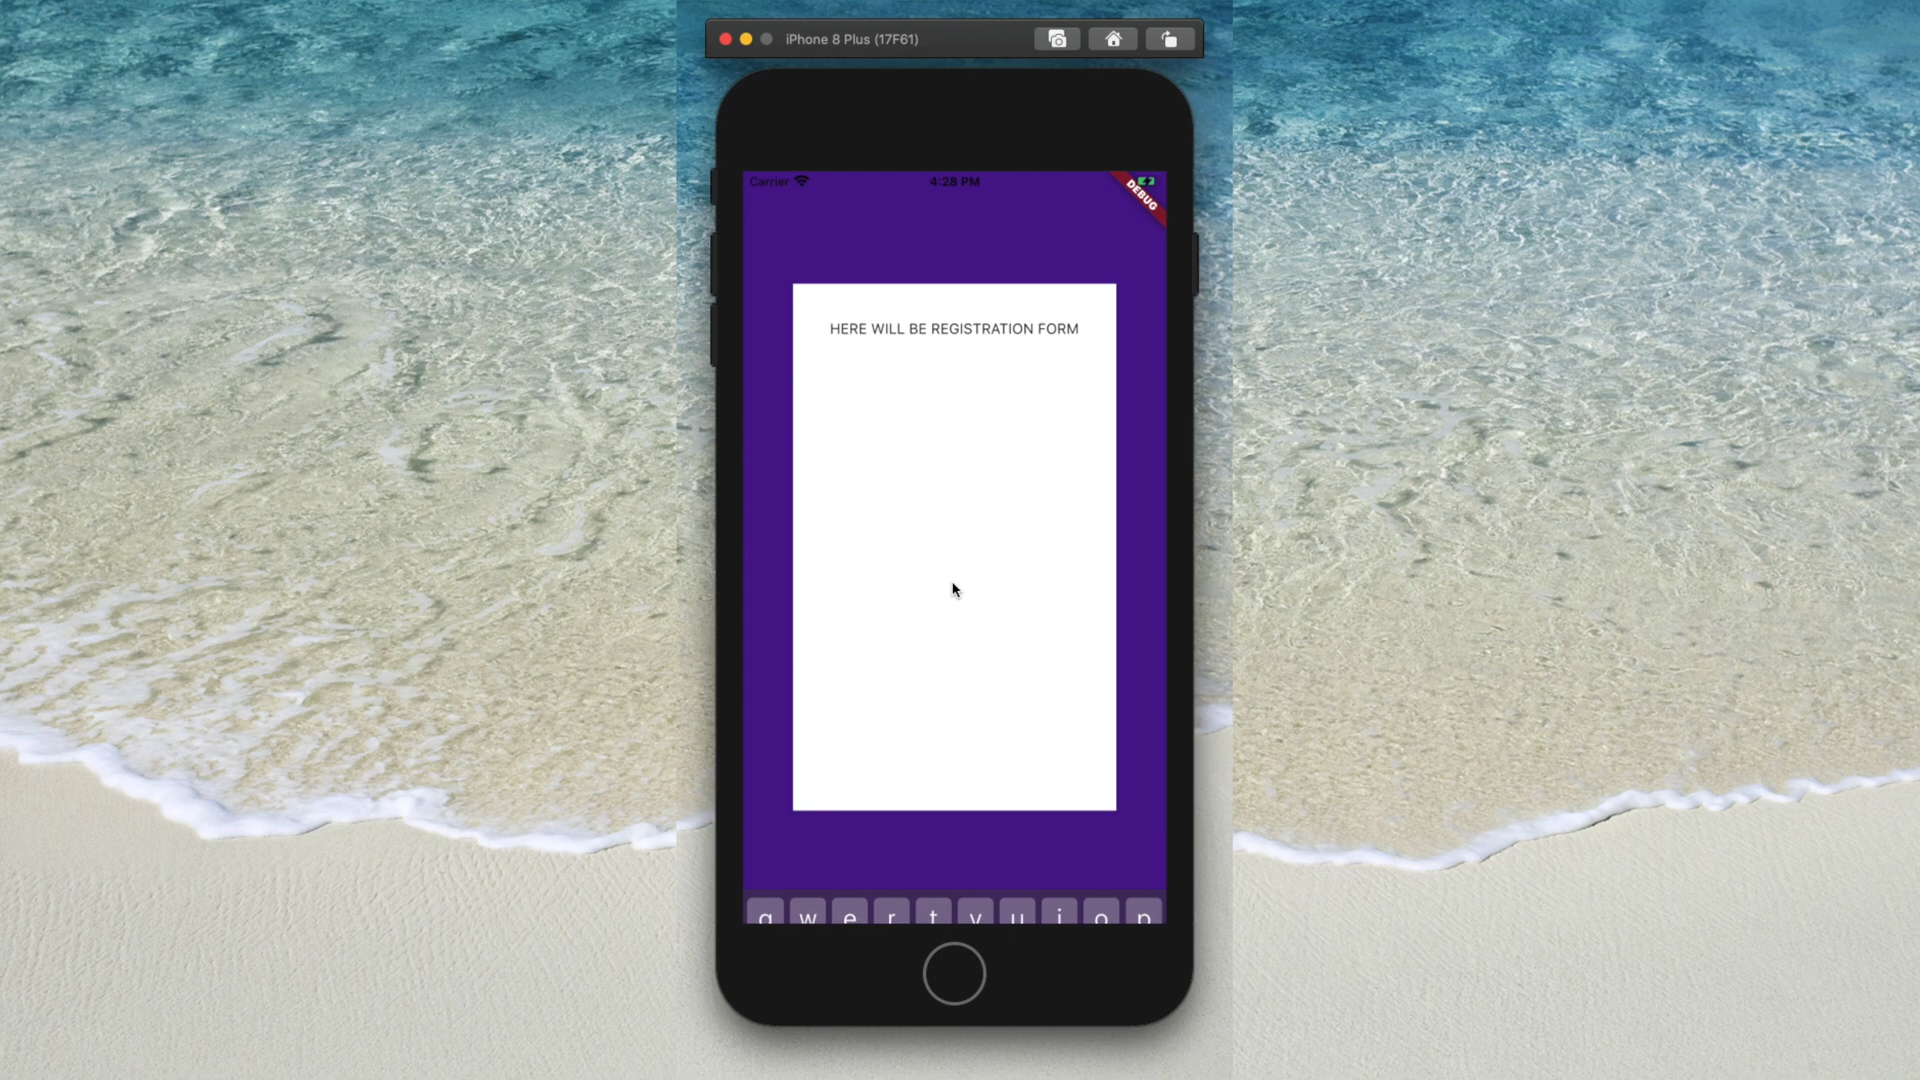 iPhone 8 Plus (17F61)
Carrier
4:28 PM
DEBUG
HERE WILL BE REGISTRATION FORM
q w e r t y u i o p